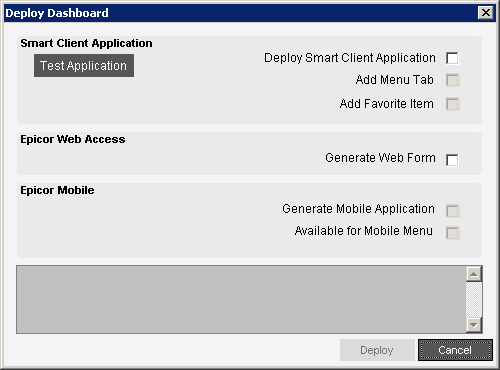 Deploy Dashboard
Smart Client Application
Test Application
Deploy Smart Client Application
Add Menu Tab
Add Favorite Item
Epicor Web Access
Generate Web Form
Epicor Mobile
Generate Mobile Application
Available for Mobile Menu
Deploy
Cancel